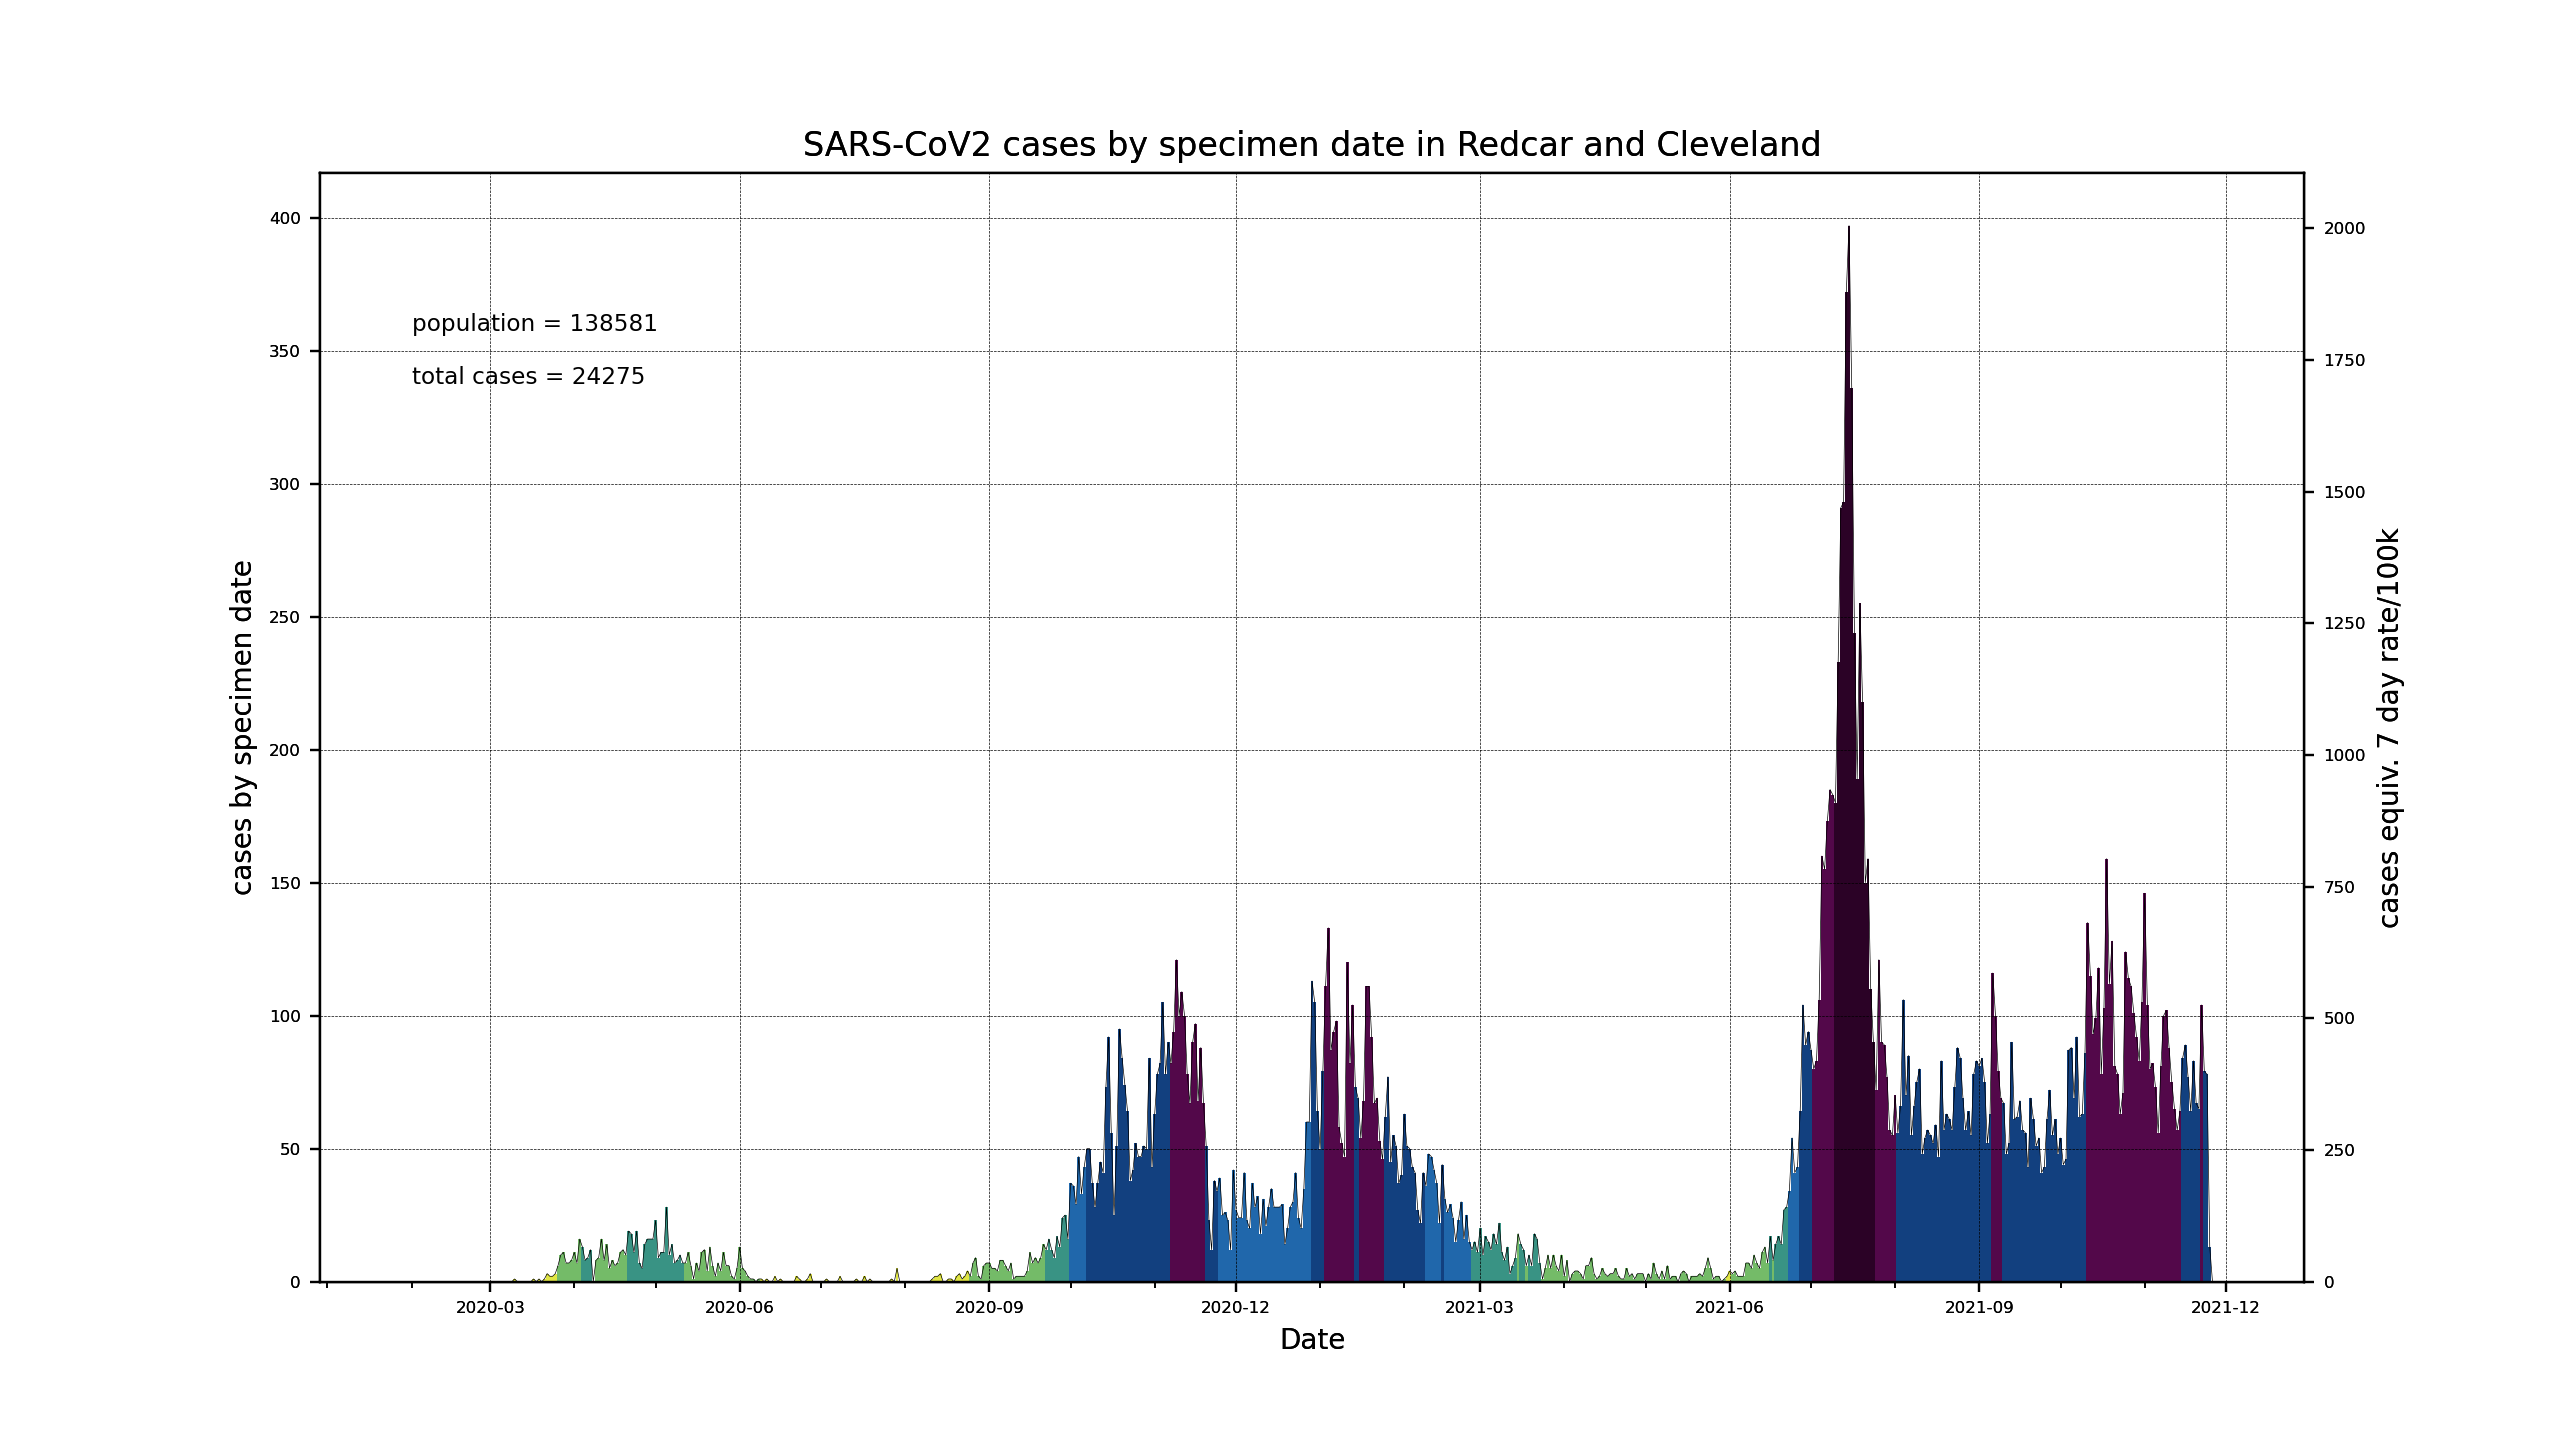 SARS-CoV2 cases by specimen date in Redcar and Cleveland
population = 138581
total cases = 24275
cases by specimen date
400
350
300
250
200
150
100
50
0
2000
1750
1500
1250
1000
750
500
250
0
cases equiv. 7 day rate/100k
2020-03 2020-06 2020-09 2020-12 2021-03 2021-06 2021-09 2021-12
Date